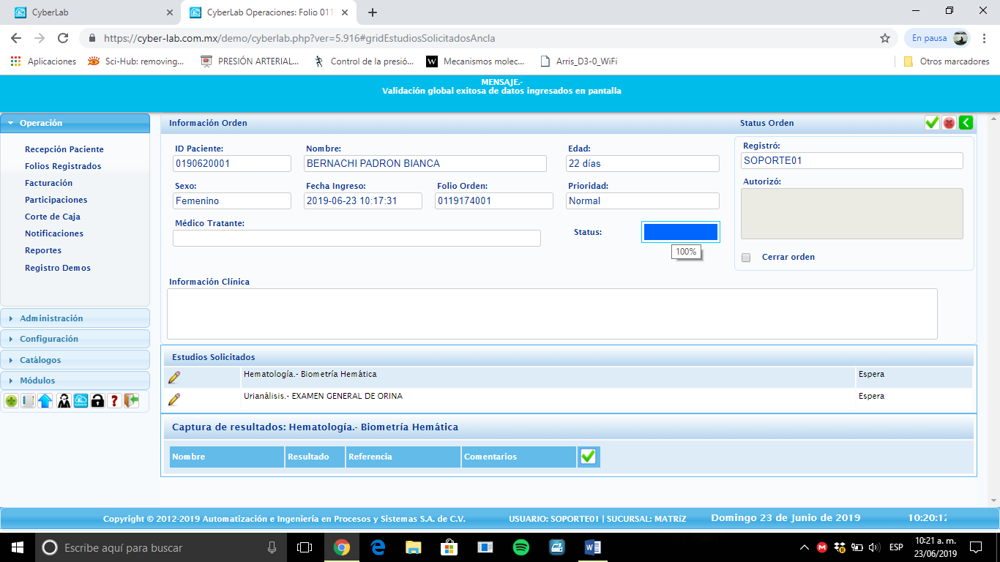 CyberLab
CyberLab Operaciones: Folio 011
https://cyber-lab.com.mx/demo/cyberlab.php?ver=5.916#gridEstudiosSolicitadosAncla
En pausa
Aplicaciones
Sci-Hub: removing...
PRESIÓN ARTERIAL...
Control de la presió...
W
Mecanismos molec...
Arris_D3-0_WiFi
Otros marcadores
MENSAJE.-
Validación global exitosa de datos ingresados en pantalla
Operación
Recepción Paciente
Folios Registrados
Facturación
Participaciones
Corte de Caja
Notificaciones
Reportes
Registro Demos
Administración
Configuración
Catálogos
Módulos
Información Orden
Status Orden
ID Paciente:
Nombre:
Edad:
0190620001
BERNACHI PADRON BIANCA
22 días
Sexo:
Fecha Ingreso:
Folio Orden:
Prioridad:
Femenino
2019-06-23 10:17:31
0119174001
Normal
Médico Tratante:
Status:
100%
Registró:
SOPORTE01
Autorizó:
Cerrar orden
Información Clínica
Estudios Solicitados
Hematología.- Biometría Hemática
Espera
Urianálisis.- EXAMEN GENERAL DE ORINA
Espera
Captura de resultados: Hematología.- Biometría Hemática
Nombre
Resultado
Referencia
Comentarios
Copyright © 2012-2019 Automatización e Ingeniería en Procesos y Sistemas S.A. de C.V.
USUARIO: SOPORTE01 | SUCURSAL: MATRíZ
Domingo 23 de Junio de 2019
10:20:12
Escribe aquí para buscar
ESP
10:21 a. m.
23/06/2019